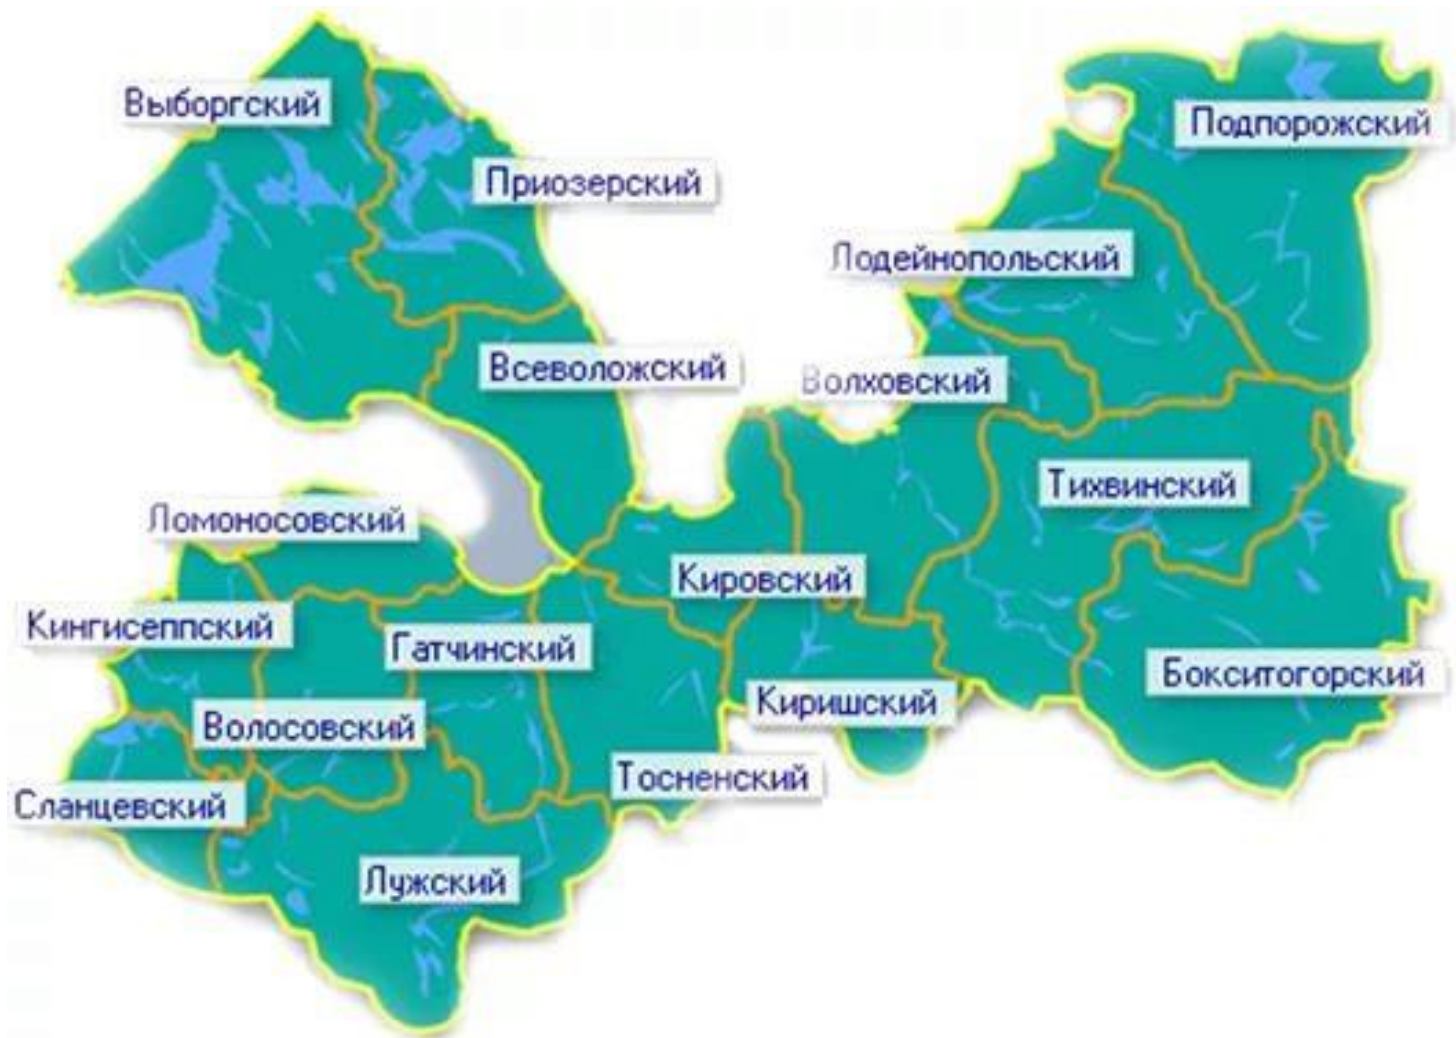 Выборгский
Подпорожский
Приозерский
Лодейнопольский
Всеволожский
Волховский
Тихвинский
Ломоносовский
Кировский
Кингисеппский
Гатчинский
Бокситогорский
Киришский
Волосовский
Тосненский
Сланцевский
Лужский